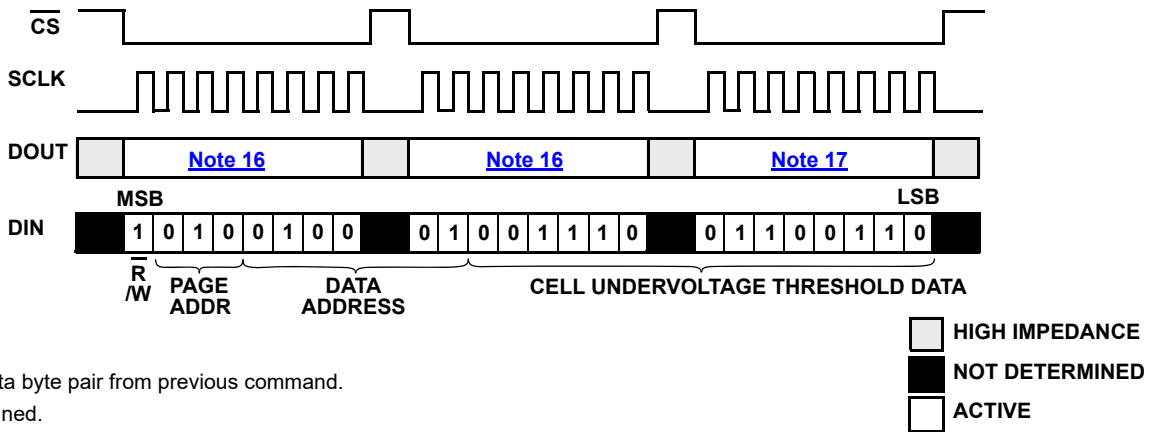 CS
SCLK
DOUT Note 16 Note 16 Note 17
MSB LSB
DIN 1 0 1 0 0 1 0 0 0 1 0 0 1 1 1 0 0 1 1 0 0 1 1 0
R
/W
PAGE
ADDR
DATA
ADDRESS
CELL UNDERVOLTAGE THRESHOLD DATA
HIGH IMPEDANCE
NOT DETERMINED
ACTIVE
ta byte pair from previous command.
ned.